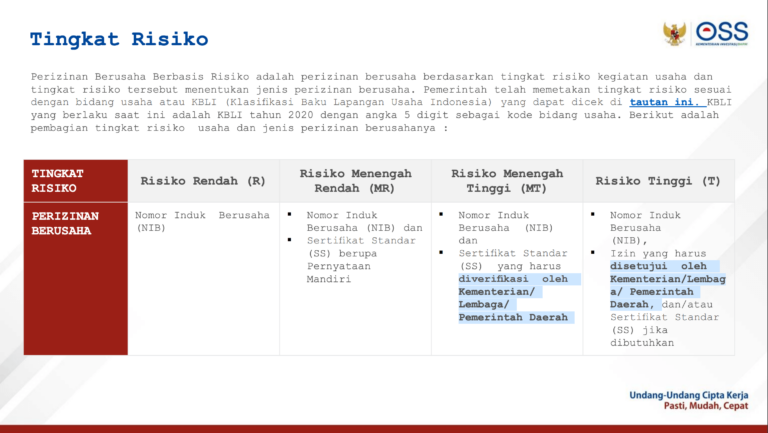 Tingkat Risiko
OSS
Perizinan Berusaha Berbasis Risiko adalah perizinan berusaha berdasarkan tingkat risiko kegiatan usaha dan
tingkat risiko tersebut menentukan jenis perizinan berusaha. Pemerintah telah memetakan tingkat risiko sesuai
dengan bidang usaha atau KBLI (Klasifikasi Baku Lapangan Usaha Indonesia) yang dapat dicek di tautan ini. KBLI
yang berlaku saat ini adalah KBLI tahun 2020 dengan angka 5 digit sebagai kode bidang usaha. Berikut adalah
pembagian tingkat risiko usaha dan jenis perizinan berusahanya :
TINGKAT
RISIKO
Risiko Rendah (R)
Risiko Menengah
Rendah (MR)
Risiko Menengah
Tinggi (MT)
Risiko Tinggi (T)
PERIZINAN
BERUSAHA
Nomor Induk Berusaha
(NIB)
▪ Nomor Induk
Berusaha (NIB) dan
▪ Sertifikat Standar
(SS) berupa
Pernyataan
Mandiri
▪ Nomor Induk
Berusaha (NIB)
dan
▪ Sertifikat Standar
(SS) yang harus
diverifikasi oleh
Kementerian/
Lembaga/
Pemerintah Daerah
▪ Nomor Induk
Berusaha
(NIB),
▪ Izin yang harus
disetujui oleh
Kementerian/Lembag
a/ Pemerintah
Daerah, dan/atau
Sertifikat Standar
(SS) jika
dibutuhkan
Undang-Undang Cipta Kerja
Pasti, Mudah, Cepat